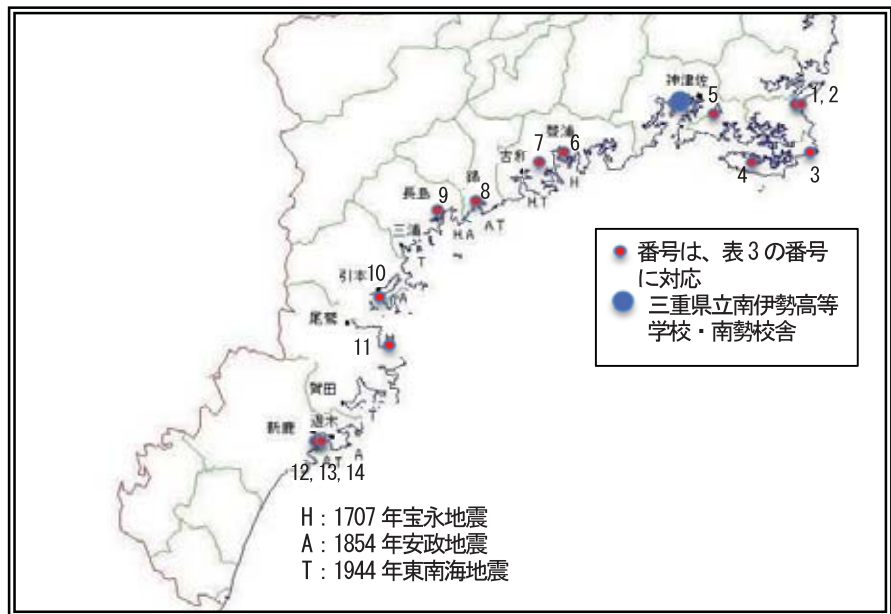 神津佐
5
1, 2
贄浦
6
古和
7
4
3
錦
8
長島
9
H
H.T
A.T
H.A
三浦
T
引本
10
A
尾鷲
11
賀田
T
新鹿
遊木
A
A T
12, 13, 14
番号は、表3の番号
に対応
三重県立南伊勢高等
学校・南勢校舎
H：1707 年宝永地震
A：1854 年安政地震
T：1944 年東南海地震